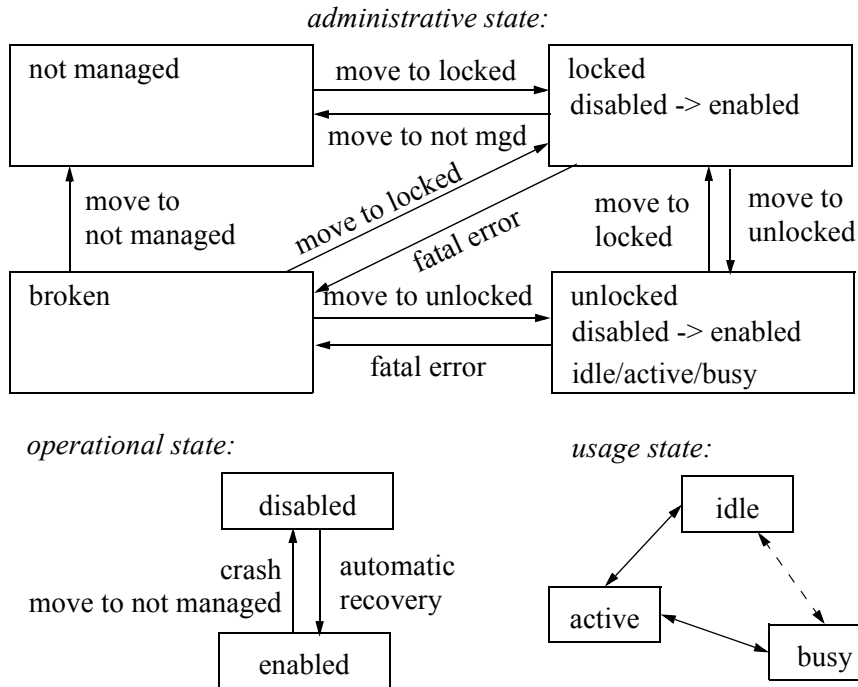 administrative state:
not managed
move to locked
move to not mgd
locked
disabled -> enabled
move to
not managed
move to locked
fatal error
move to
locked
move to
unlocked
broken
move to unlocked
fatal error
unlocked
disabled -> enabled
idle/active/busy
operational state:
disabled
crash
move to not managed
automatic
recovery
enabled
usage state:
idle
active
busy